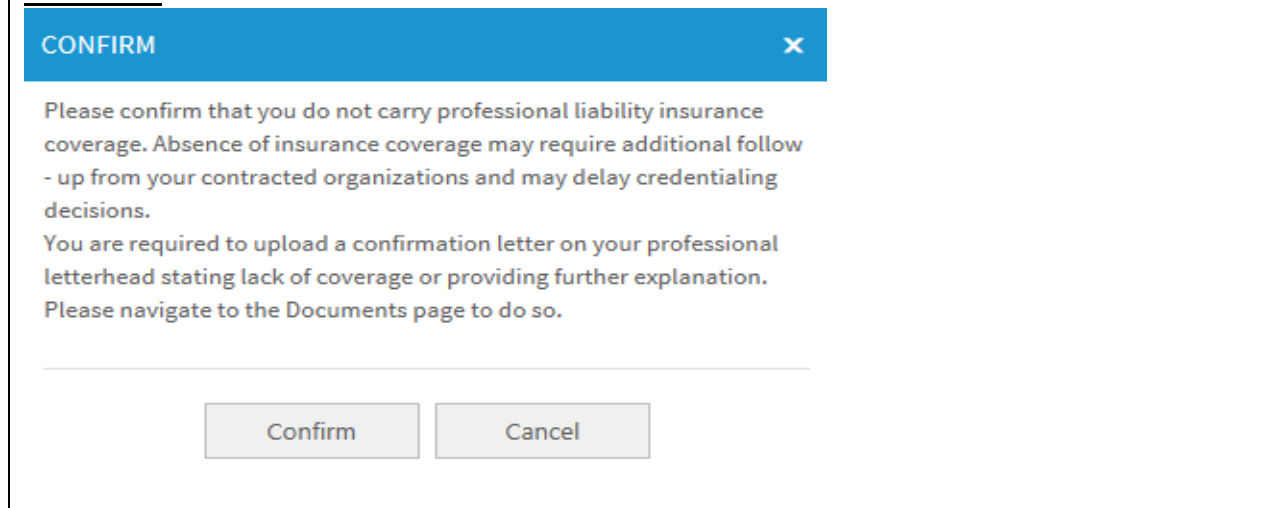 CONFIRM ×
Please confirm that you do not carry professional liability insurance
coverage. Absence of insurance coverage may require additional follow
- up from your contracted organizations and may delay credentialing
decisions.
You are required to upload a confirmation letter on your professional
letterhead stating lack of coverage or providing further explanation.
Please navigate to the Documents page to do so.
Confirm Cancel